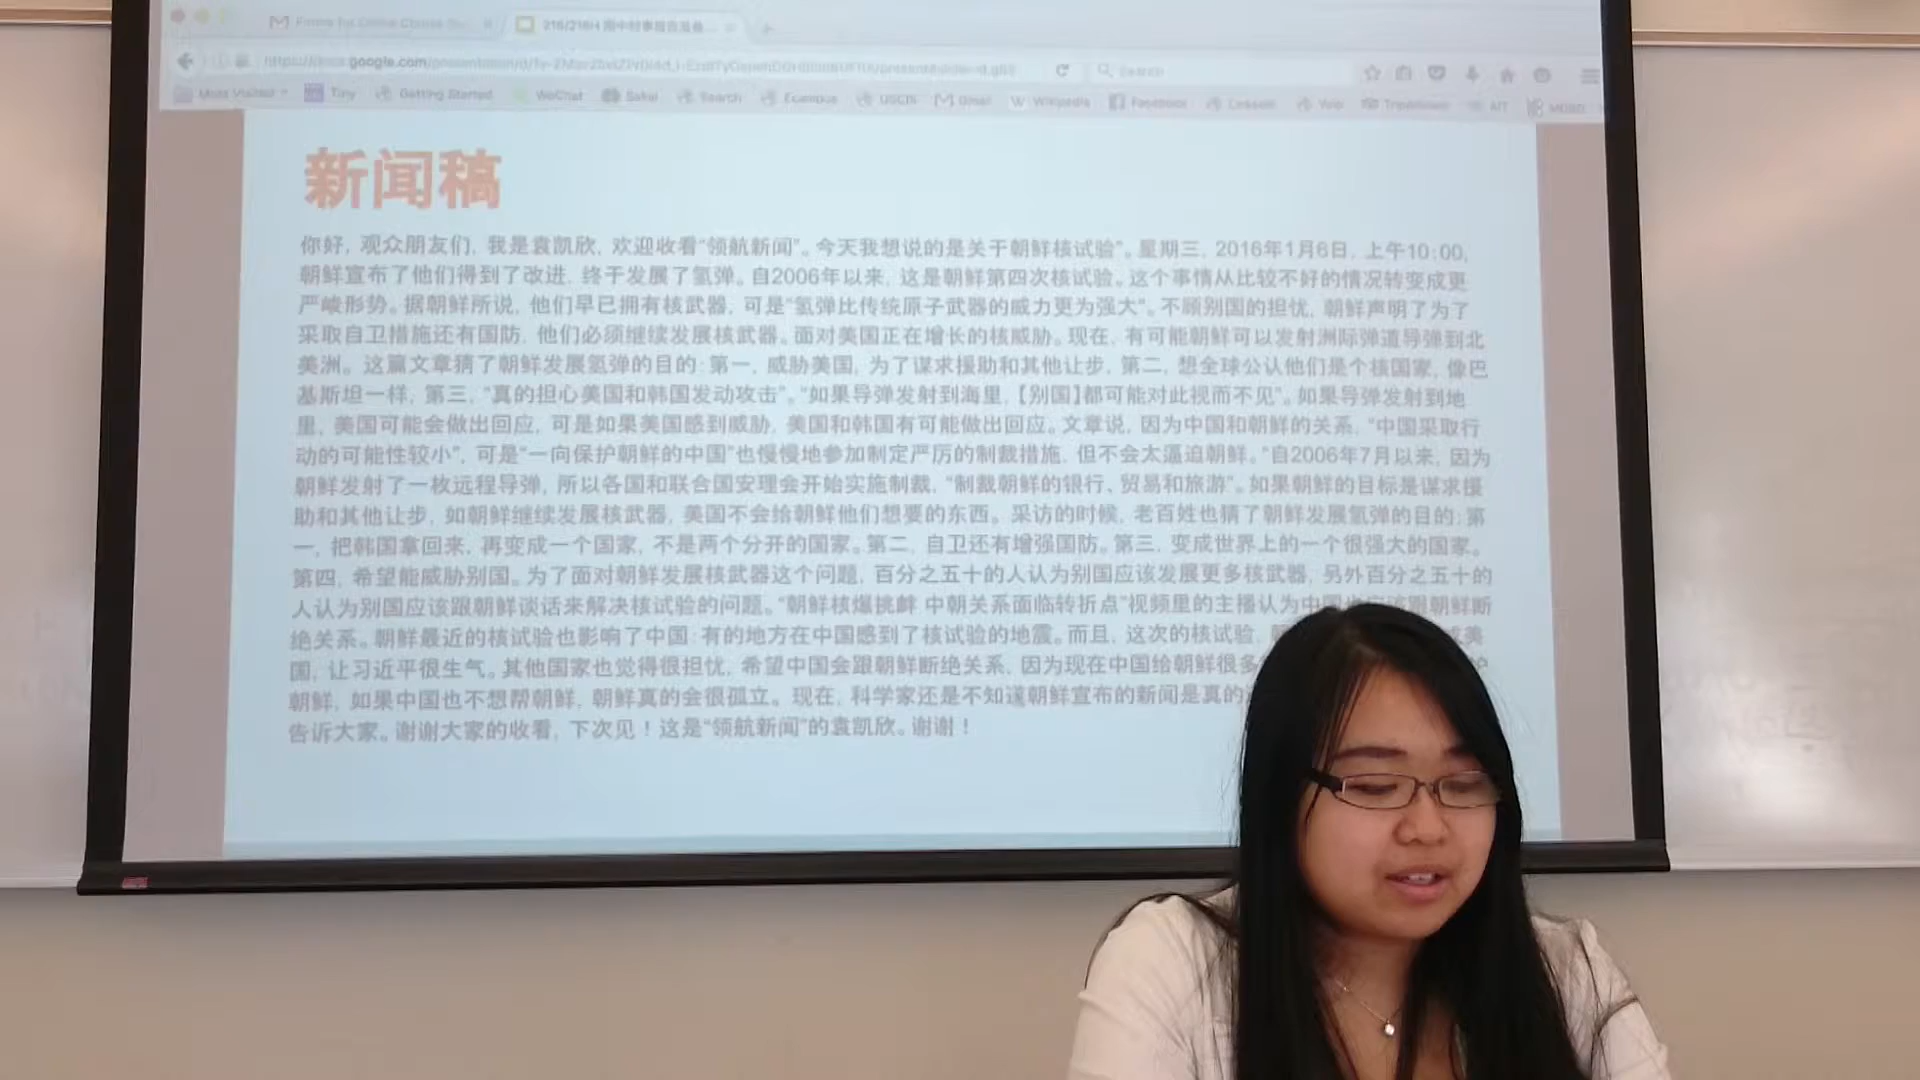 216/216H 期中时事报告
google.com/presentation
Search
Most Visited
Tiny
Getting Started
WeChat
Sakai
Search
Ecampus
USCIS
Gmail
Wikipedia
Facebook
LinkedIn
AIT
新闻稿
你好，观众朋友们，我是袁凯欣，欢迎收看“领航新闻”。今天我想说的是关于朝鲜核试验”。星期三，2016年1月6日，上午10:00，
朝鲜宣布了他们得到了改进，终于发展了氢弹。自2006年以来，这是朝鲜第四次核试验。这个事情从比较不好的情况转变成更
严峻形势。据朝鲜所说，他们早已拥有核武器，可是“氢弹比传统原子武器的威力更为强大”。不顾别国的担忧，朝鲜声明了为了
采取自卫措施还有国防，他们必须继续发展核武器。面对美国正在增长的核威胁。现在，有可能朝鲜可以发射洲际弹道导弹到北
美洲。这篇文章猜了朝鲜发展氢弹的目的：第一，威胁美国，为了谋求援助和其他让步，第二，想全球公认他们是个核国家，像巴
基斯坦一样，第三，“真的担心美国和韩国发动攻击”。“如果导弹发射到海里，【别国】都可能对此视而不见”。如果导弹发射到地
里，美国可能会做出回应，可是如果美国感到威胁，美国和韩国有可能做出回应。文章说，因为中国和朝鲜的关系，“中国采取行
动的可能性较小”，可是“一向保护朝鲜的中国”也慢慢地参加制定严厉的制裁措施，但不会太逼迫朝鲜。“自2006年7月以来，因为
朝鲜发射了一枚远程导弹，所以各国和联合国安理会开始实施制裁，“制裁朝鲜的银行、贸易和旅游”。如果朝鲜的目标是谋求援
助和其他让步，如朝鲜继续发展核武器，美国不会给朝鲜他们想要的东西。采访的时候，老百姓也猜了朝鲜发展氢弹的目的：第
一，把韩国拿回来，再变成一个国家，不是两个分开的国家。第二，自卫还有增强国防。第三，变成世界上的一个很强大的国家。
第四，希望能威胁别国。为了面对朝鲜发展核武器这个问题，百分之五十的人认为别国应该发展更多核武器，另外百分之五十的
人认为别国应该跟朝鲜谈话来解决核试验的问题。“朝鲜核爆挑衅 中朝关系面临转折点”视频里的主播认为中国也应该跟朝鲜断
绝关系。朝鲜最近的核试验也影响了中国：有的地方在中国感到了核试验的地震。而且，这次的核试验，美
国，让习近平很生气。其他国家也觉得很担忧，希望中国会跟朝鲜断绝关系，因为现在中国给朝鲜很多
朝鲜，如果中国也不想帮朝鲜，朝鲜真的会很孤立。现在，科学家还是不知道朝鲜宣布的新闻是真的
告诉大家。谢谢大家的收看，下次见！这是“领航新闻”的袁凯欣。谢谢！